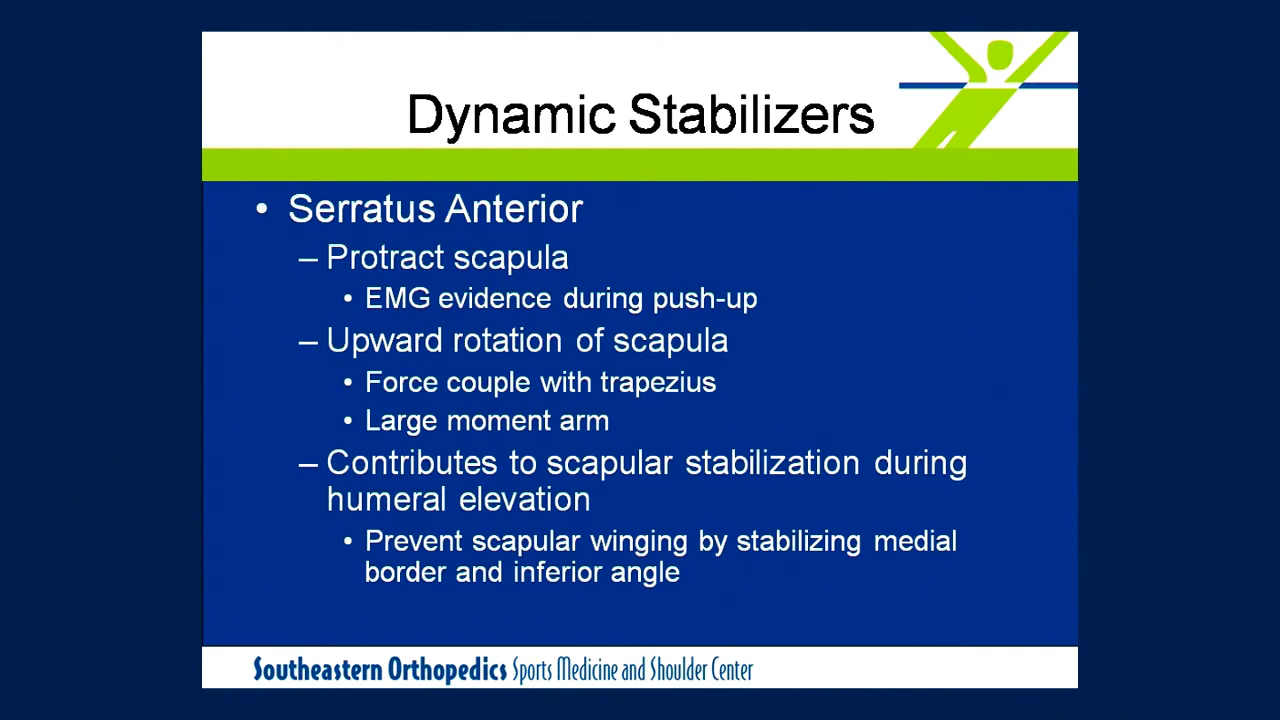 Dynamic Stabilizers
• Serratus Anterior
– Protract scapula
• EMG evidence during push-up
– Upward rotation of scapula
• Force couple with trapezius
• Large moment arm
– Contributes to scapular stabilization during
humeral elevation
• Prevent scapular winging by stabilizing medial
border and inferior angle
Southeastern Orthopedics Sports Medicine and Shoulder Center